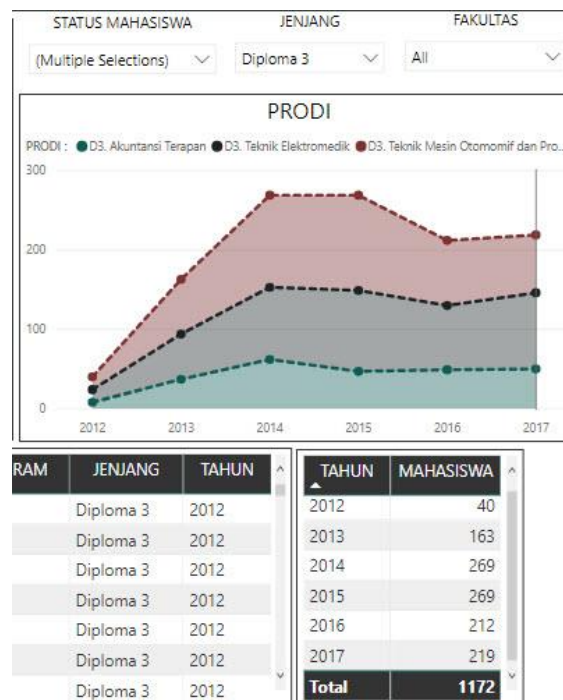 STATUS MAHASISWA JENJANG FAKULTAS
(Multiple Selections) Diploma 3 All
PRODI
PRODI : D3. Akuntansi Terapan D3. Teknik Elektromedik D3. Teknik Mesin Otomomif dan Pro...
300
200
100
0
2012 2013 2014 2015 2016 2017
RAM JENJANG TAHUN
Diploma 3 2012
Diploma 3 2012
Diploma 3 2012
Diploma 3 2012
Diploma 3 2012
Diploma 3 2012
Diploma 3 2012
TAHUN MAHASISWA
2012 40
2013 163
2014 269
2015 269
2016 212
2017 219
Total 1172